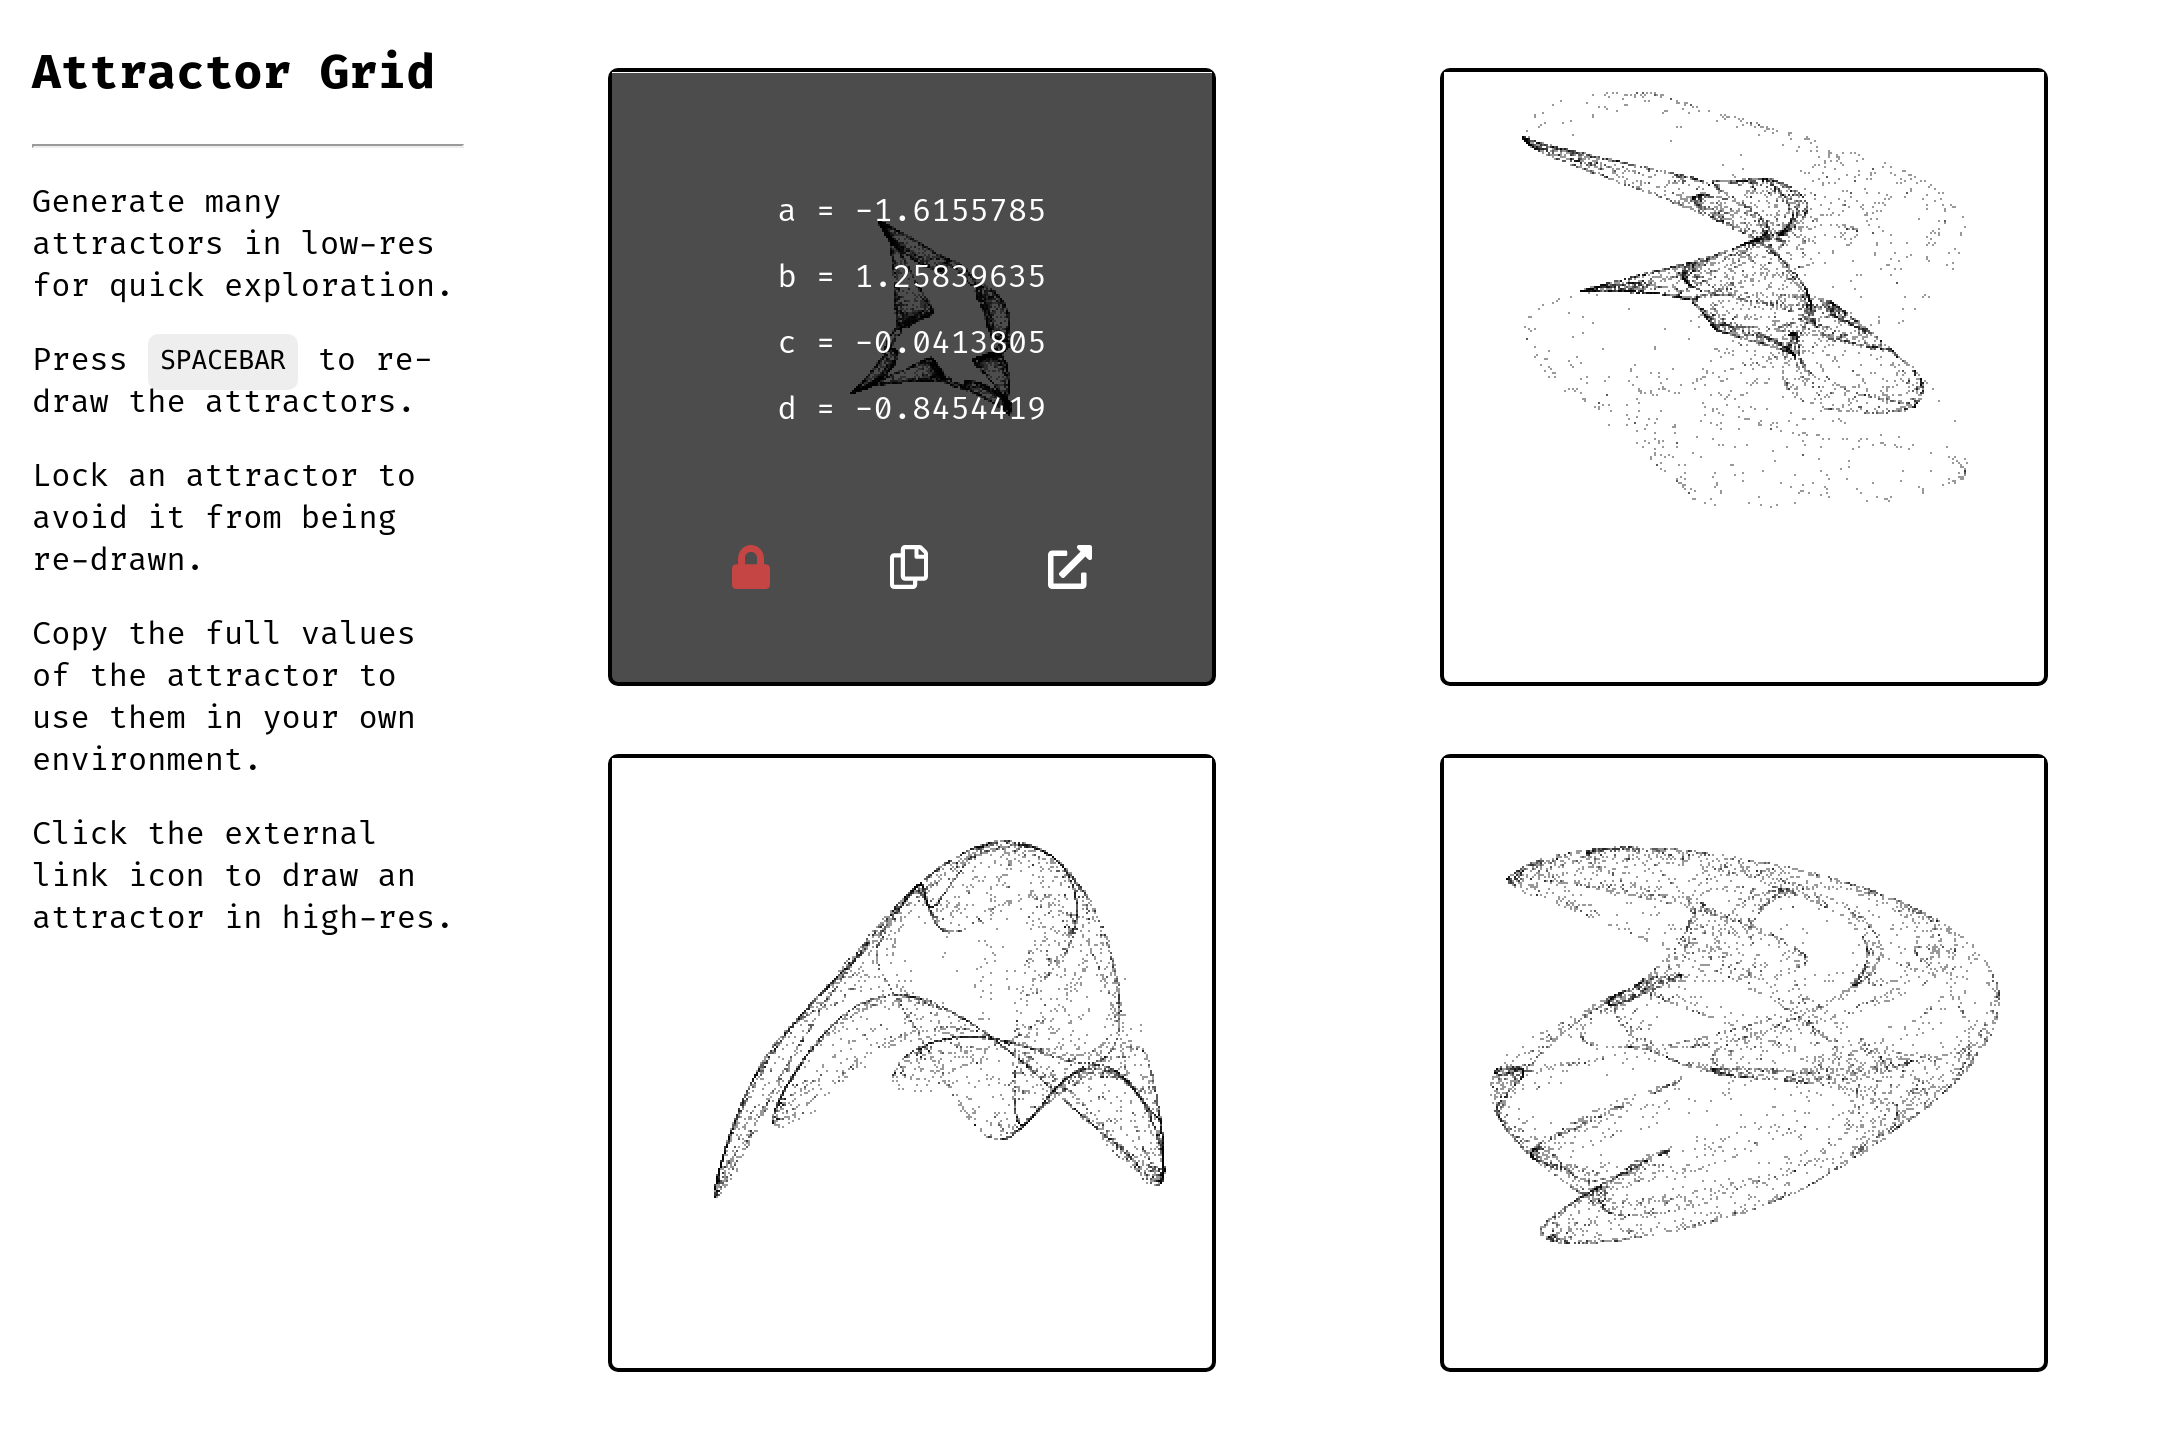 Attractor Grid
Generate many
attractors in low-res
for quick exploration.
Press SPACEBAR to re-
draw the attractors.
Lock an attractor to
avoid it from being
re-drawn.
Copy the full values
of the attractor to
use them in your own
environment.
Click the external
link icon to draw an
attractor in high-res.
a = -1.6155785
b = 1.25839635
c = -0.0413805
d = -0.8454419